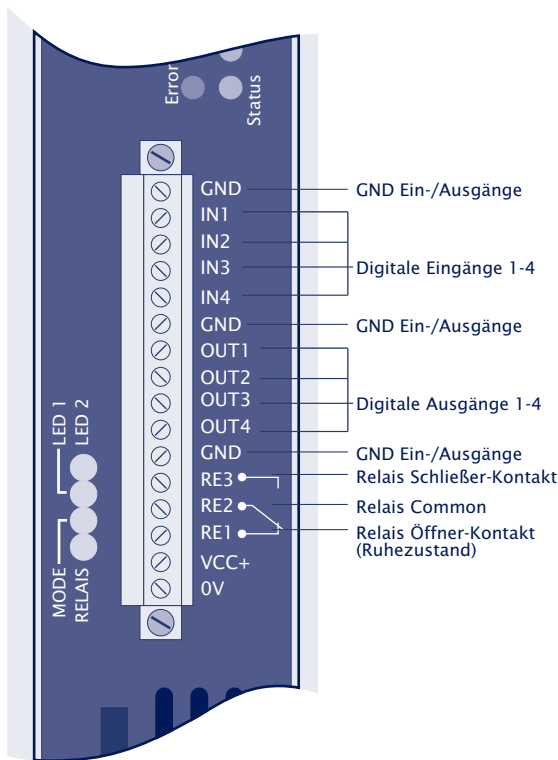 Error
Status
GND
GND Ein-/Ausgänge
IN1
IN2
IN3
Digitale Eingänge 1-4
IN4
GND
GND Ein-/Ausgänge
OUT1
OUT2
OUT3
Digitale Ausgänge 1-4
OUT4
GND
GND Ein-/Ausgänge
RE3
Relais Schließer-Kontakt
RE2
Relais Common
RE1
Relais Öffner-Kontakt
(Ruhezustand)
VCC+
0V
LED 1
LED 2
MODE
RELAIS